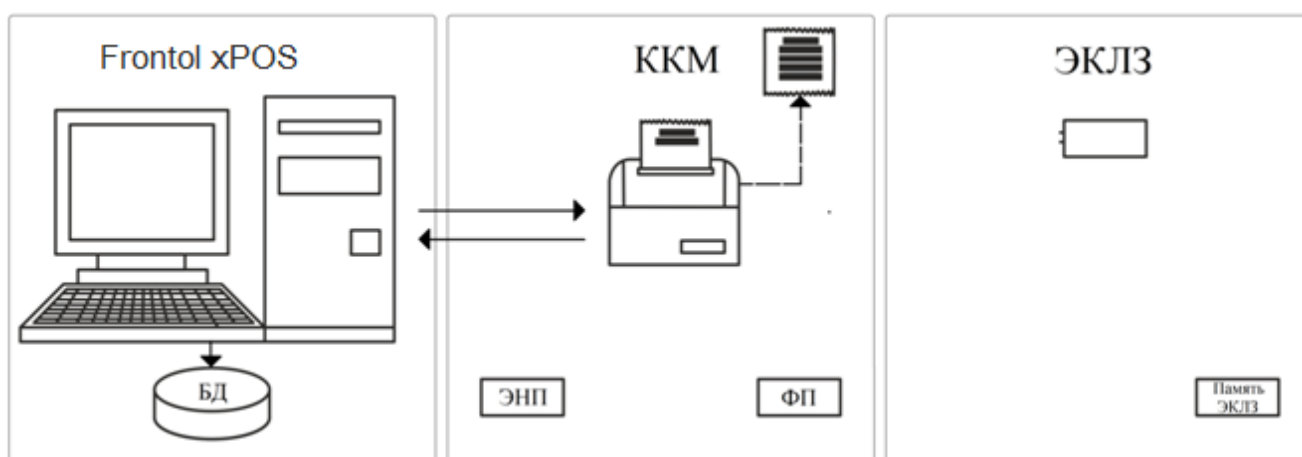 Frontol xPOS
ККМ
ЭКЛЗ
БД
ЭНП
ФП
Память
ЭКЛЗ